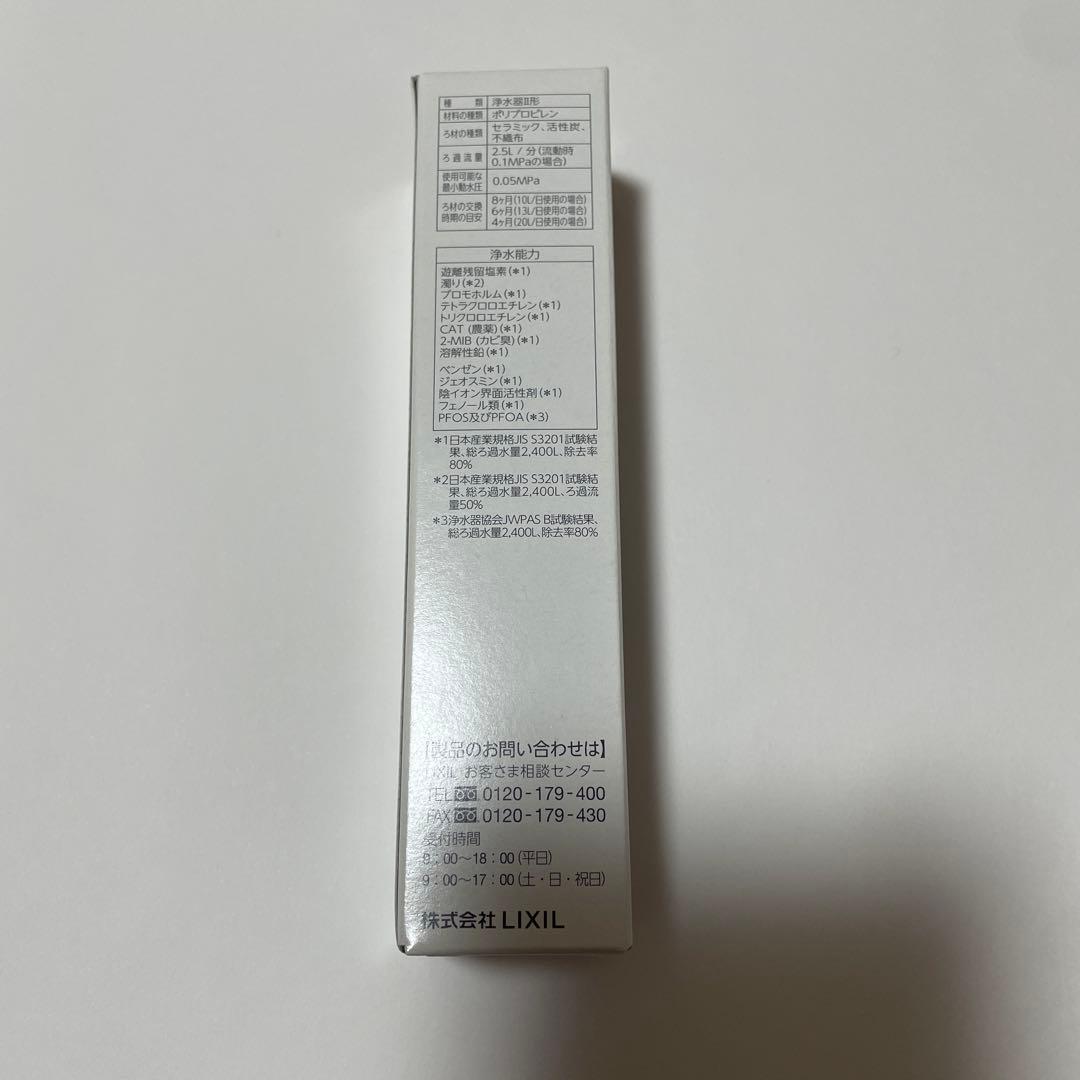 種　類 浄水器Ⅱ形
材料の種類 ポリプロピレン
ろ材の種類 セラミック、活性炭、
不織布
ろ過流量 2.5L / 分(流動時
0.1MPaの場合)
使用可能な
最小動水圧 0.05MPa
ろ材の交換
時期の目安 8ヶ月(10L/日使用の場合)
6ヶ月(13L/日使用の場合)
4ヶ月(20L/日使用の場合)
浄水能力
遊離残留塩素(*1)
濁り(*2)
ブロモホルム(*1)
テトラクロロエチレン(*1)
トリクロロエチレン(*1)
CAT (農薬)(*1)
2-MIB (カビ臭)(*1)
溶解性鉛(*1)
ベンゼン(*1)
ジェオスミン(*1)
陰イオン界面活性剤(*1)
フェノール類(*1)
PFOS及びPFOA(*3)
*1日本産業規格JIS S3201試験結
果、総ろ過水量2,400L、除去率
80%
*2日本産業規格JIS S3201試験結
果、総ろ過水量2,400L、ろ過流
量50%
*3浄水器協会JWPAS B試験結果、
総ろ過水量2,400L、除去率80%
【製品のお問い合わせは】
LIXIL お客さま相談センター
TEL 0120-179-400
FAX 0120-179-430
受付時間
8：00～18：00 (平日)
9：00～17：00 (土・日・祝日)
株式会社 LIXIL